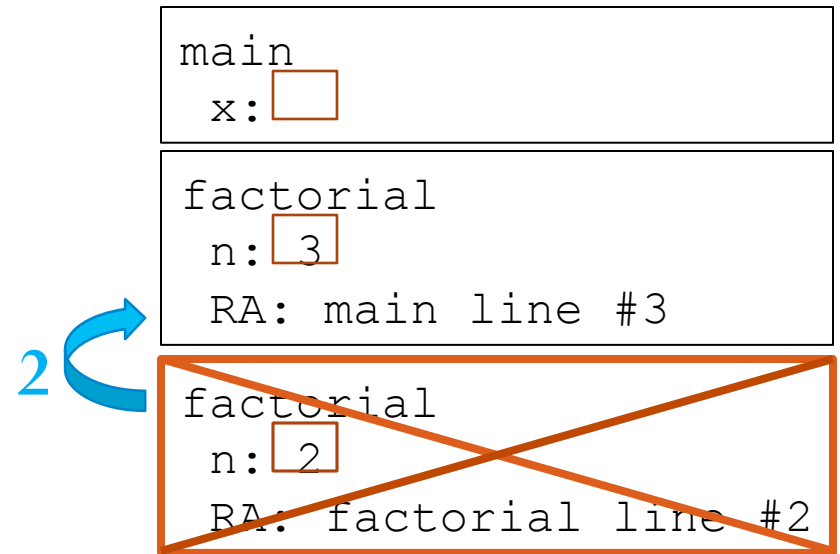 main
x:
factorial
n: 3
RA: main line #3
2
factorial
n: 2
RA: factorial line #2